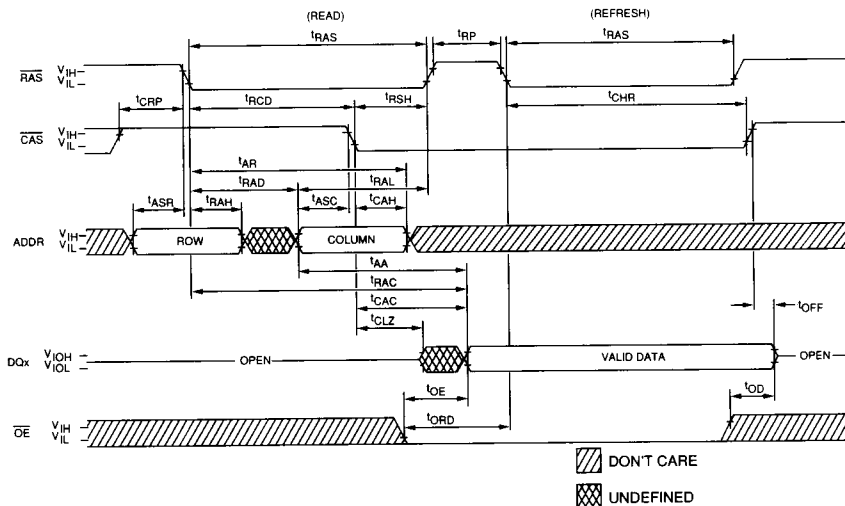 (READ) (REFRESH)
tRAS tRP tRAS
RAS VIH
VIL
tCRP tRCD tRSH tCHR
CAS VIH
VIL
tAR
tRAD tRAL
tASR tRAH tASC tCAH
ADDR VIH
VIL
ROW COLUMN
tAA
tRAC
tCAC
tCLZ
tOFF
DQx VIOH
VIOL
OPEN VALID DATA OPEN
tOE tOD
tORD
OE VIH
VIL
DON'T CARE
UNDEFINED